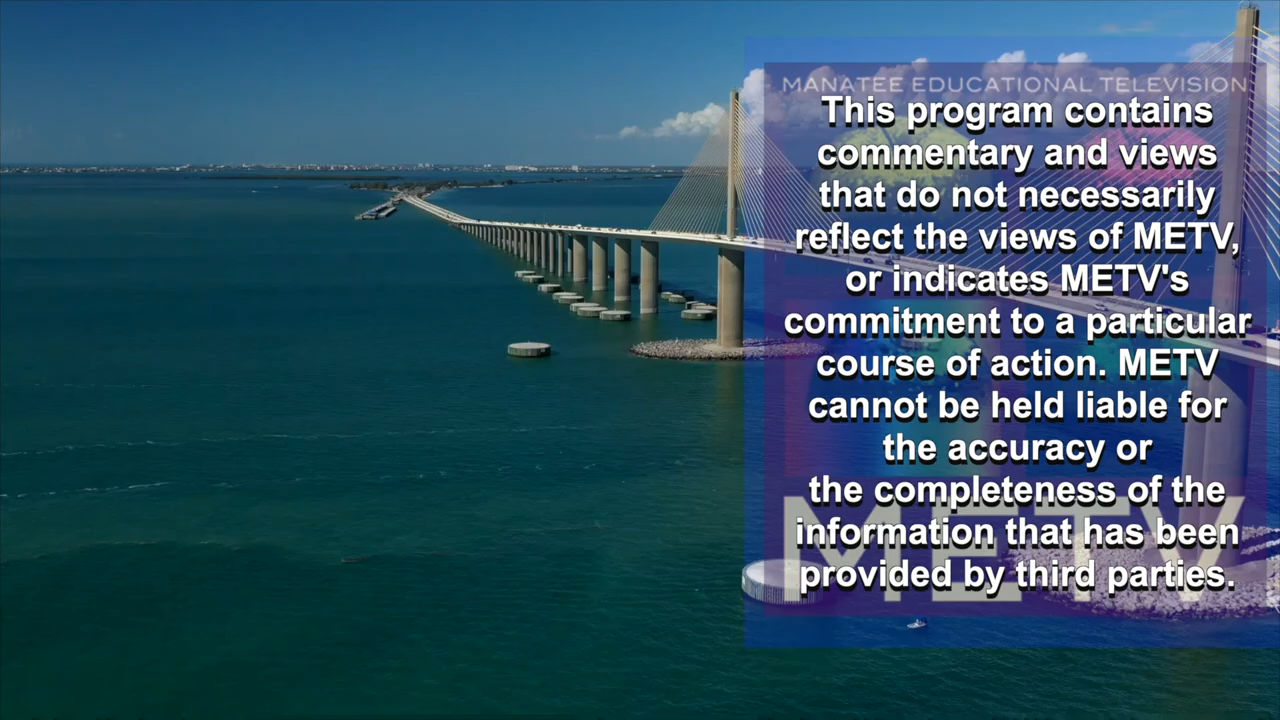 MANATEE EDUCATIONAL TELEVISION
This program contains
commentary and views
that do not necessarily
reflect the views of METV,
or indicates METV's
commitment to a particular
course of action. METV
cannot be held liable for
the accuracy or
the completeness of the
information that has been
provided by third parties.
METV